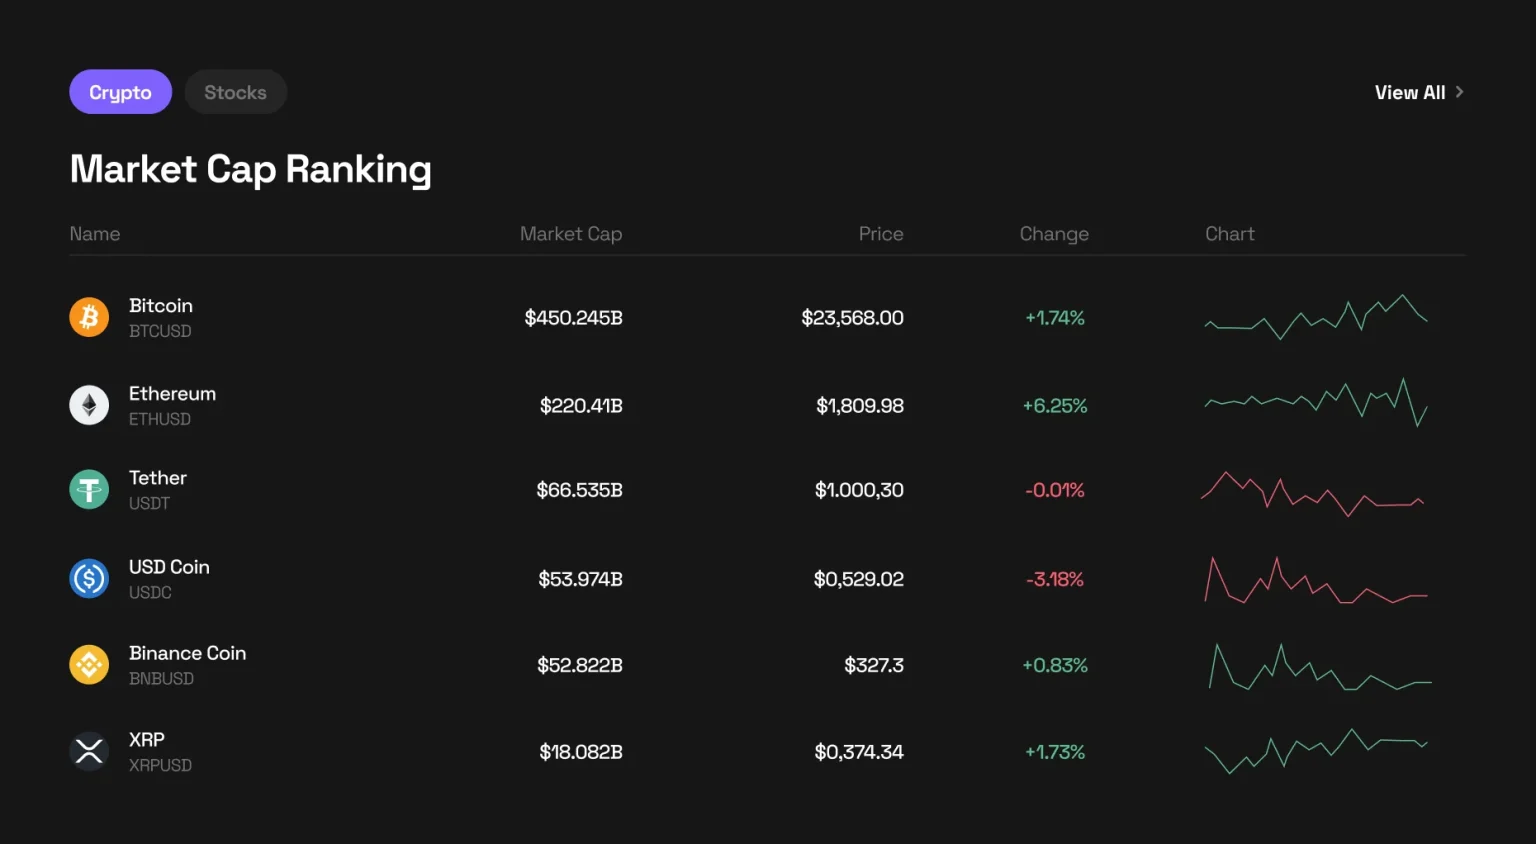 Crypto Stocks View All
Market Cap Ranking
Name Market Cap Price Change Chart
Bitcoin
BTCUSD
$450.245B $23,568.00 +1.74%
Ethereum
ETHUSD
$220.41B $1,809.98 +6.25%
Tether
USDT
$66.535B $1.000,30 -0.01%
USD Coin
USDC
$53.974B $0,529.02 -3.18%
Binance Coin
BNBUSD
$52.822B $327.3 +0.83%
XRP
XRPUSD
$18.082B $0,374.34 +1.73%